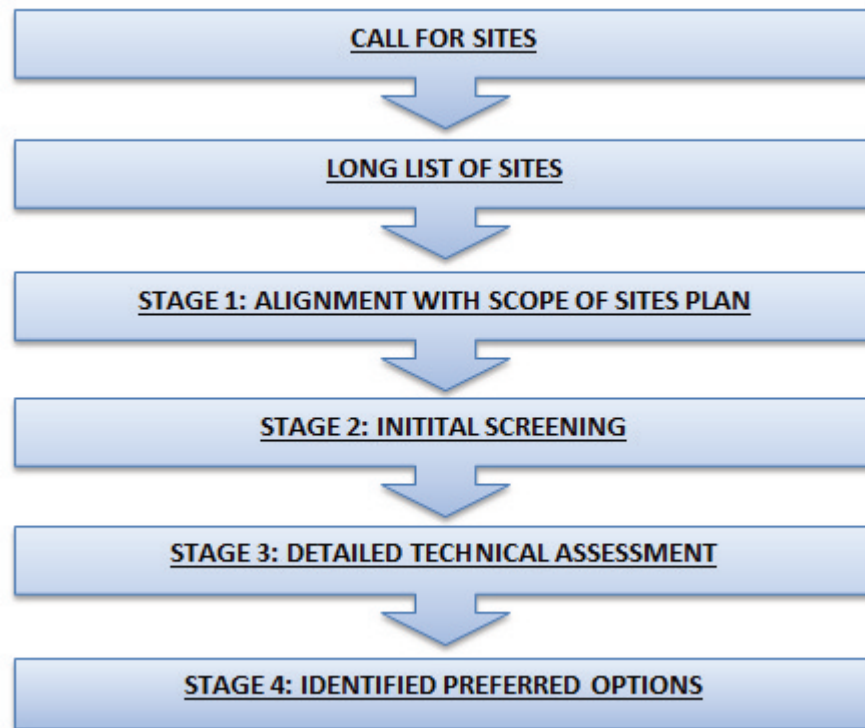 CALL FOR SITES
LONG LIST OF SITES
STAGE 1: ALIGNMENT WITH SCOPE OF SITES PLAN
STAGE 2: INITITAL SCREENING
STAGE 3: DETAILED TECHNICAL ASSESSMENT
STAGE 4: IDENTIFIED PREFERRED OPTIONS